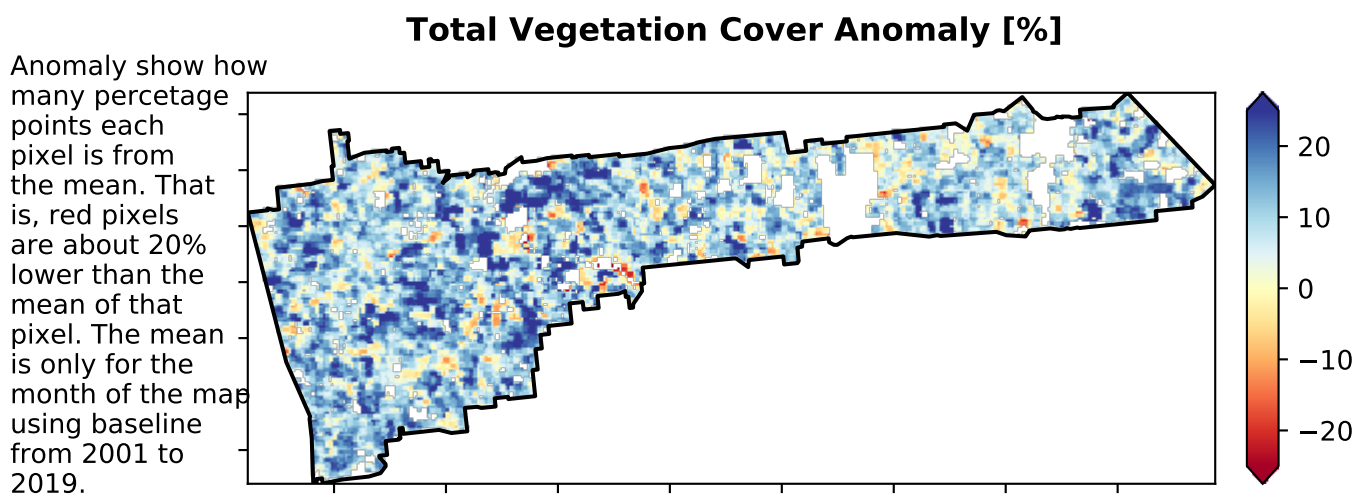 Total Vegetation Cover Anomaly [%]
Anomaly show how
many percetage
points each
pixel is from
the mean. That
is, red pixels
are about 20%
lower than the
mean of that
pixel. The mean
is only for the
month of the map
using baseline
from 2001 to
2019.
20
10
0
−10
−20